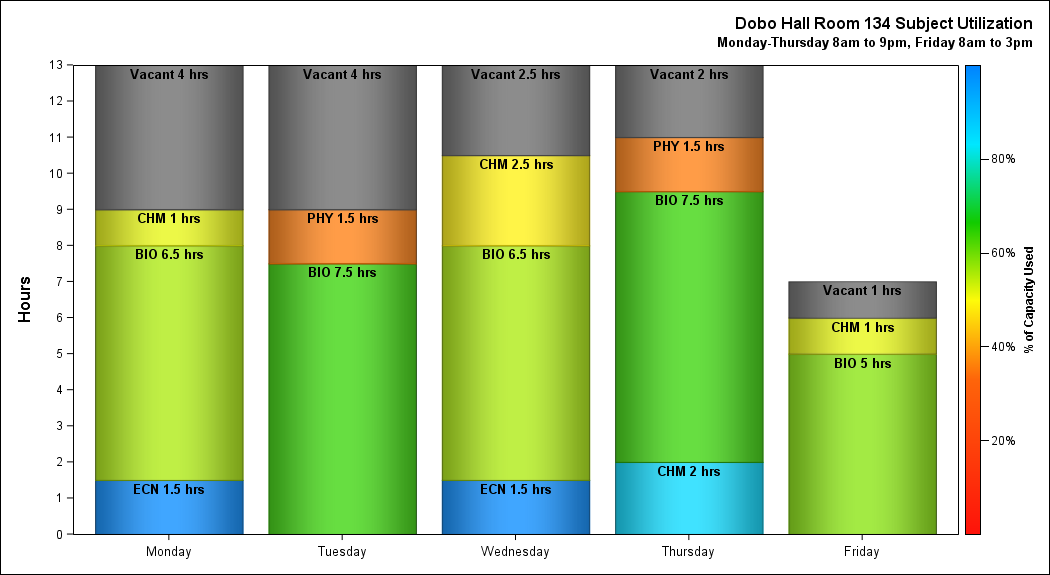 Dobo Hall Room 134 Subject Utilization
Monday-Thursday 8am to 9pm, Friday 8am to 3pm
Hours
13
12
11
10
9
8
7
6
5
4
3
2
1
0
Vacant 4 hrs
CHM 1 hrs
BIO 6.5 hrs
ECN 1.5 hrs
Vacant 4 hrs
PHY 1.5 hrs
BIO 7.5 hrs
Vacant 2.5 hrs
CHM 2.5 hrs
BIO 6.5 hrs
ECN 1.5 hrs
Vacant 2 hrs
PHY 1.5 hrs
BIO 7.5 hrs
CHM 2 hrs
Vacant 1 hrs
CHM 1 hrs
BIO 5 hrs
Monday
Tuesday
Wednesday
Thursday
Friday
80%
60%
40%
20%
% of Capacity Used